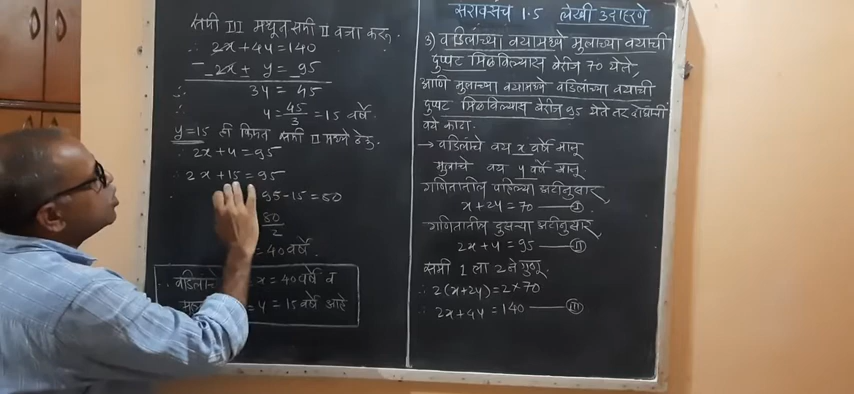 सरावसंच 1.5 लेखी उदाहरणे
3) वडिलांच्या वयामध्ये मुलाच्या वयाची
दुप्पट मिळविल्यास बेरीज 70 येते,
आणि मुलाच्या वयामध्ये वडिलांच्या वयाची
दुप्पट मिळविल्यास बेरीज 95 येते तर दोघांची
वये काढा.
→ वडिलांचे वय x वर्षे मानू
मुलाचे वय y वर्षे मानू.
गणितातील पहिल्या अटीनुसार,
x + 2y = 70 — I
गणितातील दुसऱ्या अटीनुसार,
2x + y = 95 — II
समी 1 ला 2 ने गुणू.
∴ 2(x+2y) = 2×70
∴ 2x + 4y = 140 — III
समी III मधून समी II वजा करू.
∴ 2x + 4y = 140
- 2x ± y = 95
∴ 3y = 45
∴ y = 45/3 = 15 वर्षे
y = 15 ही किंमत समी II मध्ये ठेवू.
∴ 2x + y = 95
∴ 2x + 15 = 95
95 - 15 = 80
80/2
= 40 वर्षे.
∴ वडिलांचे x = 40 वर्षे व
y = 15 वर्षे आहे